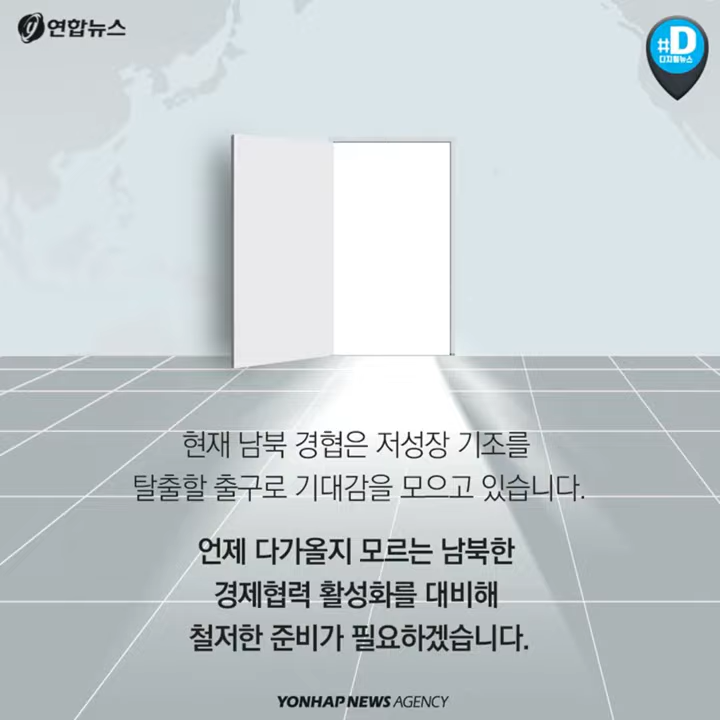 연합뉴스
#D
디지털뉴스
현재 남북 경협은 저성장 기조를
탈출할 출구로 기대감을 모으고 있습니다.
언제 다가올지 모르는 남북한
경제협력 활성화를 대비해
철저한 준비가 필요하겠습니다.
YONHAP NEWS AGENCY